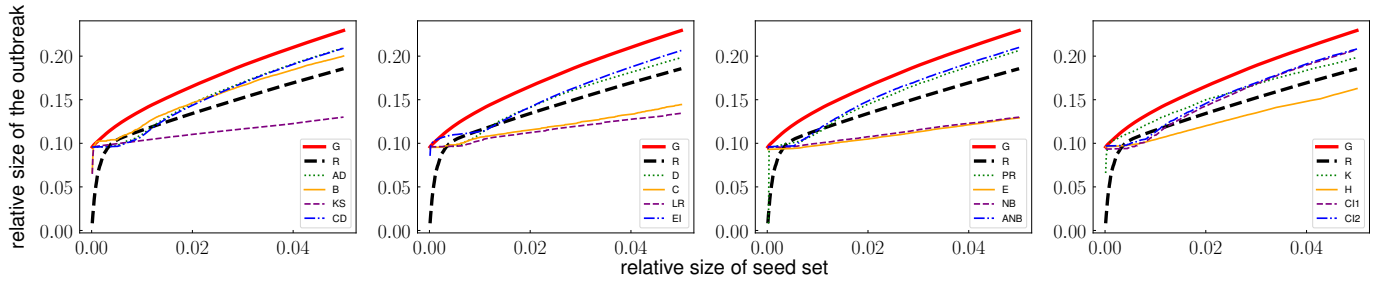 relative size of the outbreak
0.20
0.15
0.10
0.05
0.00
0.00 0.02 0.04
G
R
AD
B
KS
CD
0.20
0.15
0.10
0.05
0.00
0.00 0.02 0.04
G
R
D
C
LR
EI
0.20
0.15
0.10
0.05
0.00
0.00 0.02 0.04
G
R
PR
E
NB
ANB
0.20
0.15
0.10
0.05
0.00
0.00 0.02 0.04
G
R
K
H
CI1
CI2
relative size of seed set